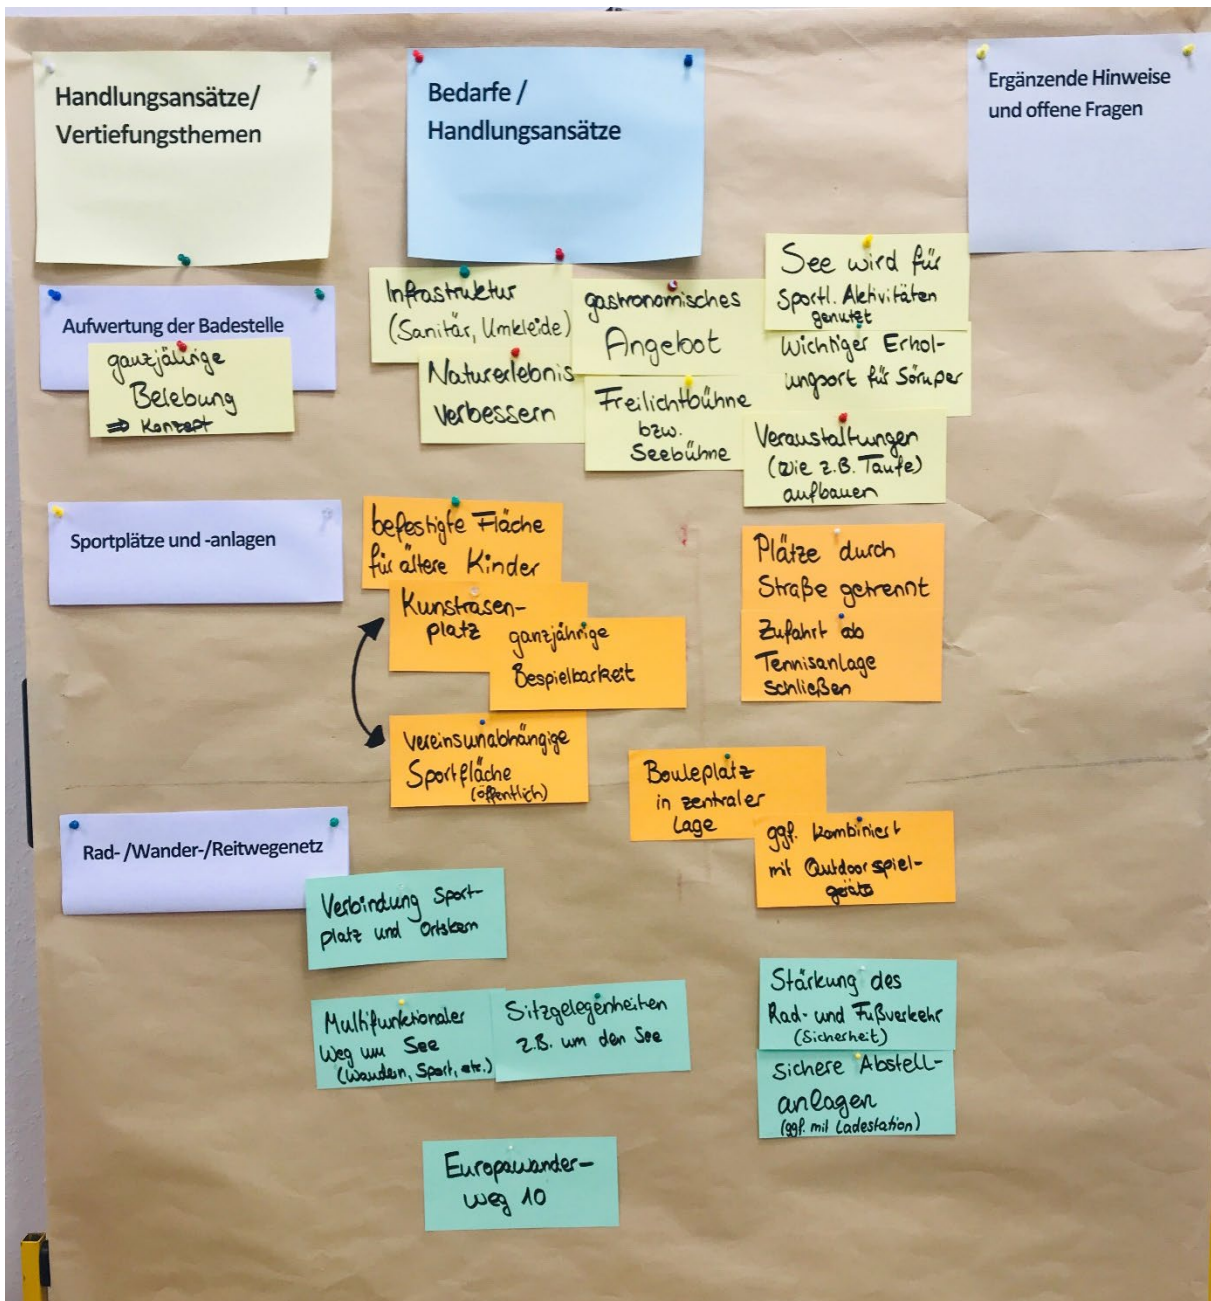 Handlungsansätze/
Vertiefungsthemen
Bedarfe /
Handlungsansätze
Ergänzende Hinweise
und offene Fragen
Aufwertung der Badestelle
ganzjährige
Belebung
⇒ Konzept
Infrastruktur
(Sanitär, Umkleide)
Naturerlebnis
verbessern
gastronomisches
Angebot
Freilichtbühne
bzw.
Seebühne
See wird für
sportl. Aktivitäten
genutzt
Wichtiger Erhol-
ungsort für Söruper
Veranstaltungen
(wie z.B. Taufe)
aufbauen
Sportplätze und -anlagen
befestigte Fläche
für ältere Kinder
Kunstrasen-
platz
ganzjährige
Bespielbarkeit
vereinsunabhängige
Sportfläche
(öffentlich)
Plätze durch
Straße getrennt
Zufahrt ab
Tennisanlage
schließen
Bouleplatz
in zentraler
Lage
ggf. kombiniert
mit Outdoorspiel-
geräte
Rad- /Wander-/Reitwegenetz
Verbindung Sport-
platz und Ortskern
Multifunktionaler
Weg um See
(Wandern, Sport, etc.)
Sitzgelegenheiten
z.B. um den See
Stärkung des
Rad- und Fußverkehr
(Sicherheit)
Sichere Abstell-
anlagen
(ggf. mit Ladestation)
Europawander-
weg 10